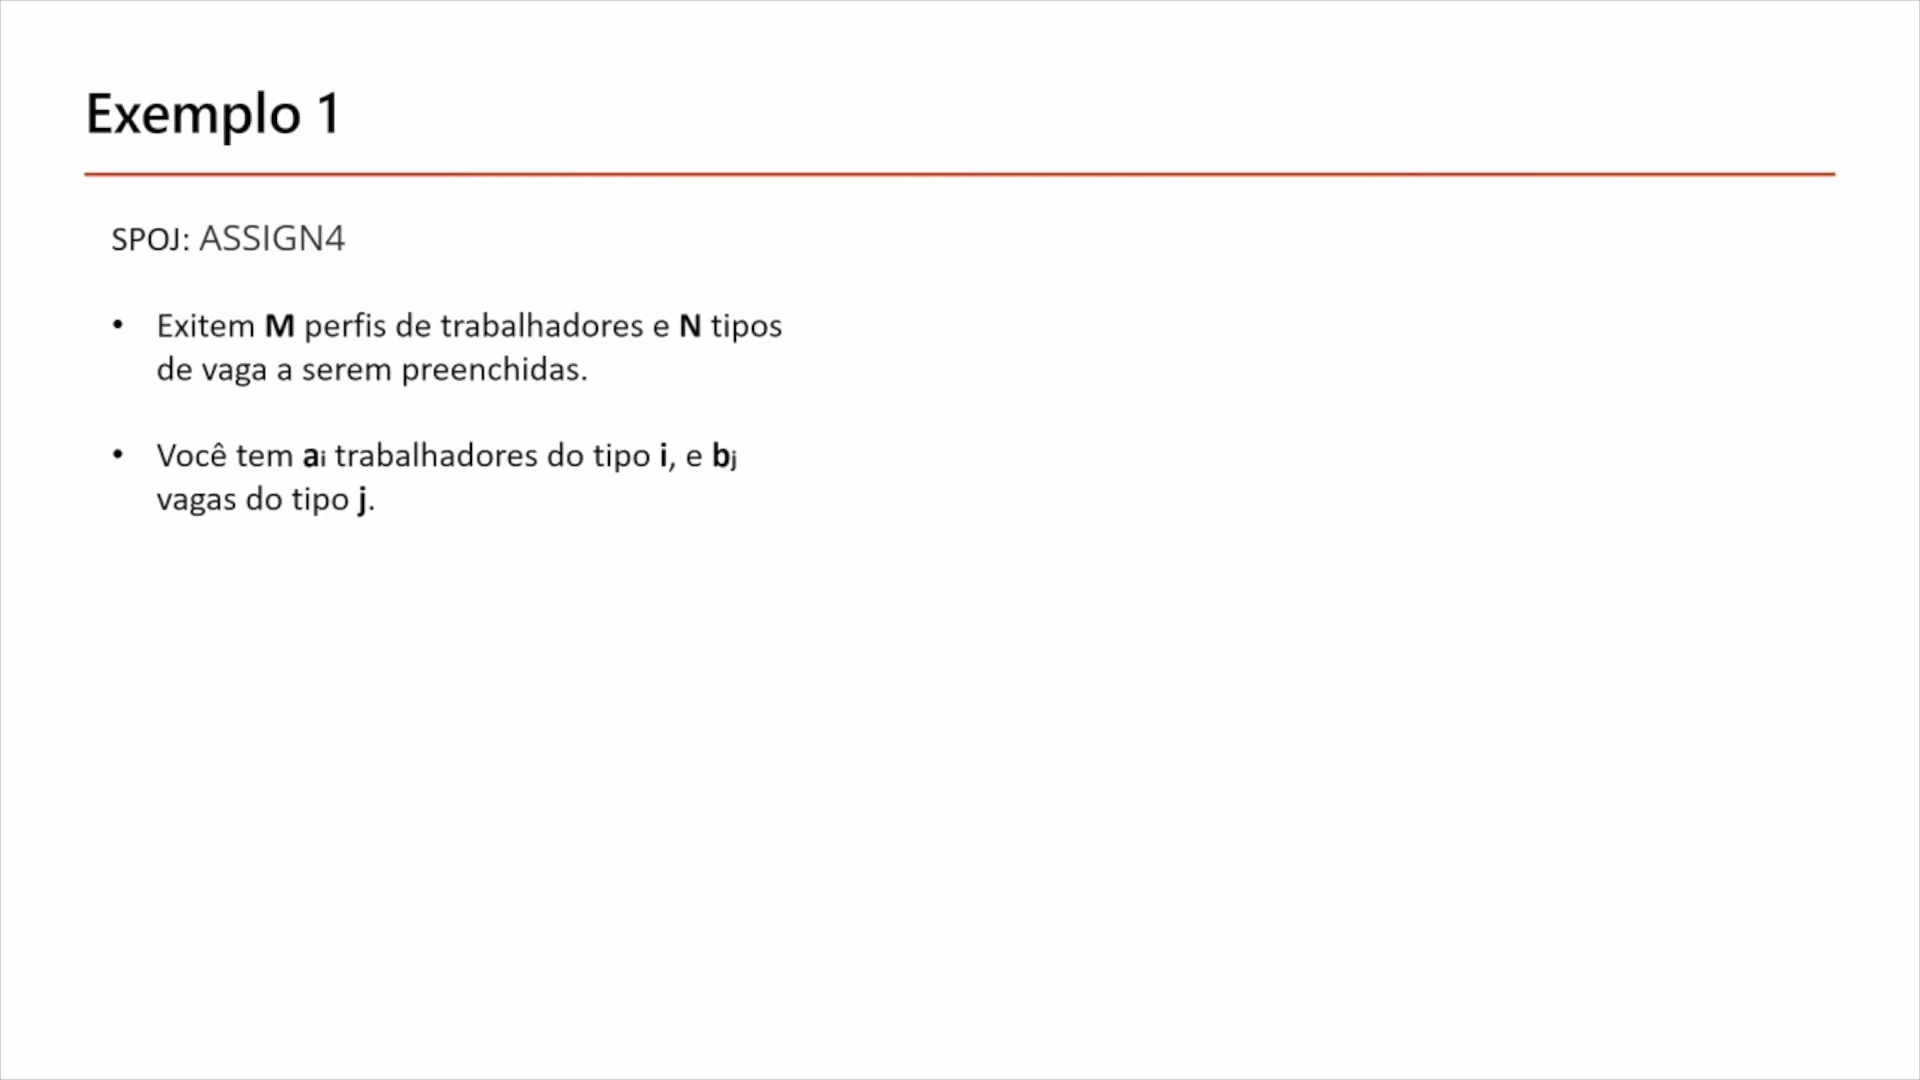 Exemplo 1
SPOJ: ASSIGN4
• Exitem M perfis de trabalhadores e N tipos
de vaga a serem preenchidas.
• Você tem ai trabalhadores do tipo i, e bj
vagas do tipo j.